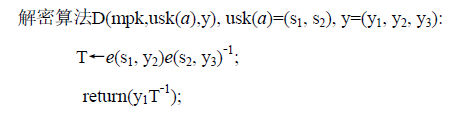 解密算法D(mpk,usk(a),y), usk(a)=(s₁, s₂), y=(y₁, y₂, y₃):
T←e(s₁, y₂)e(s₂, y₃)⁻¹;
return(y₁T⁻¹);